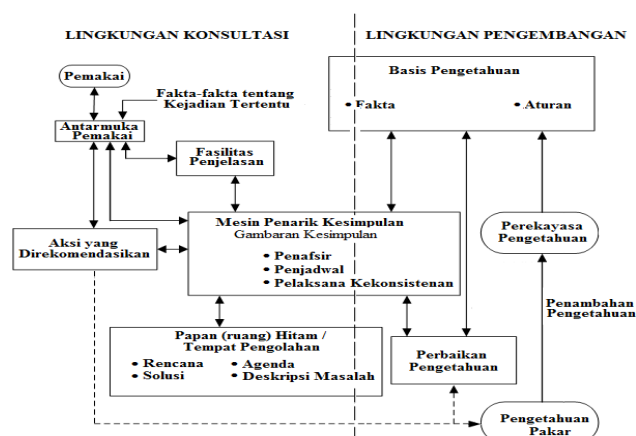 LINGKUNGAN KONSULTASI
LINGKUNGAN PENGEMBANGAN
Pemakai
Fakta-fakta tentang
Kejadian Tertentu
Antarmuka
Pemakai
Fasilitas
Penjelasan
Basis Pengetahuan
• Fakta
• Aturan
Aksi yang
Direkomendasikan
Mesin Penarik Kesimpulan
Gambaran Kesimpulan
• Penafsir
• Penjadwal
• Pelaksana Kekonsistenan
Perekayasa
Pengetahuan
Penambahan
Pengetahuan
Papan (ruang) Hitam /
Tempat Pengolahan
• Rencana
• Agenda
• Solusi
• Deskripsi Masalah
Perbaikan
Pengetahuan
Pengetahuan
Pakar